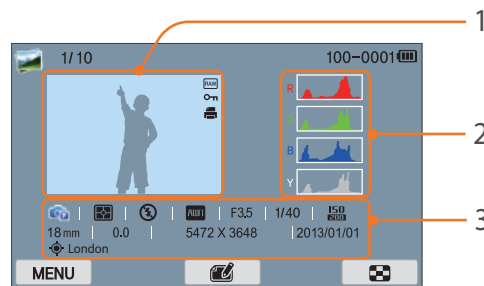 1
1/10
100-0001
RAW
R
G
B
Y
2
F3.5
1/40
ISO
200
3
18 mm
0.0
5472 X 3648
2013/01/01
London
MENU